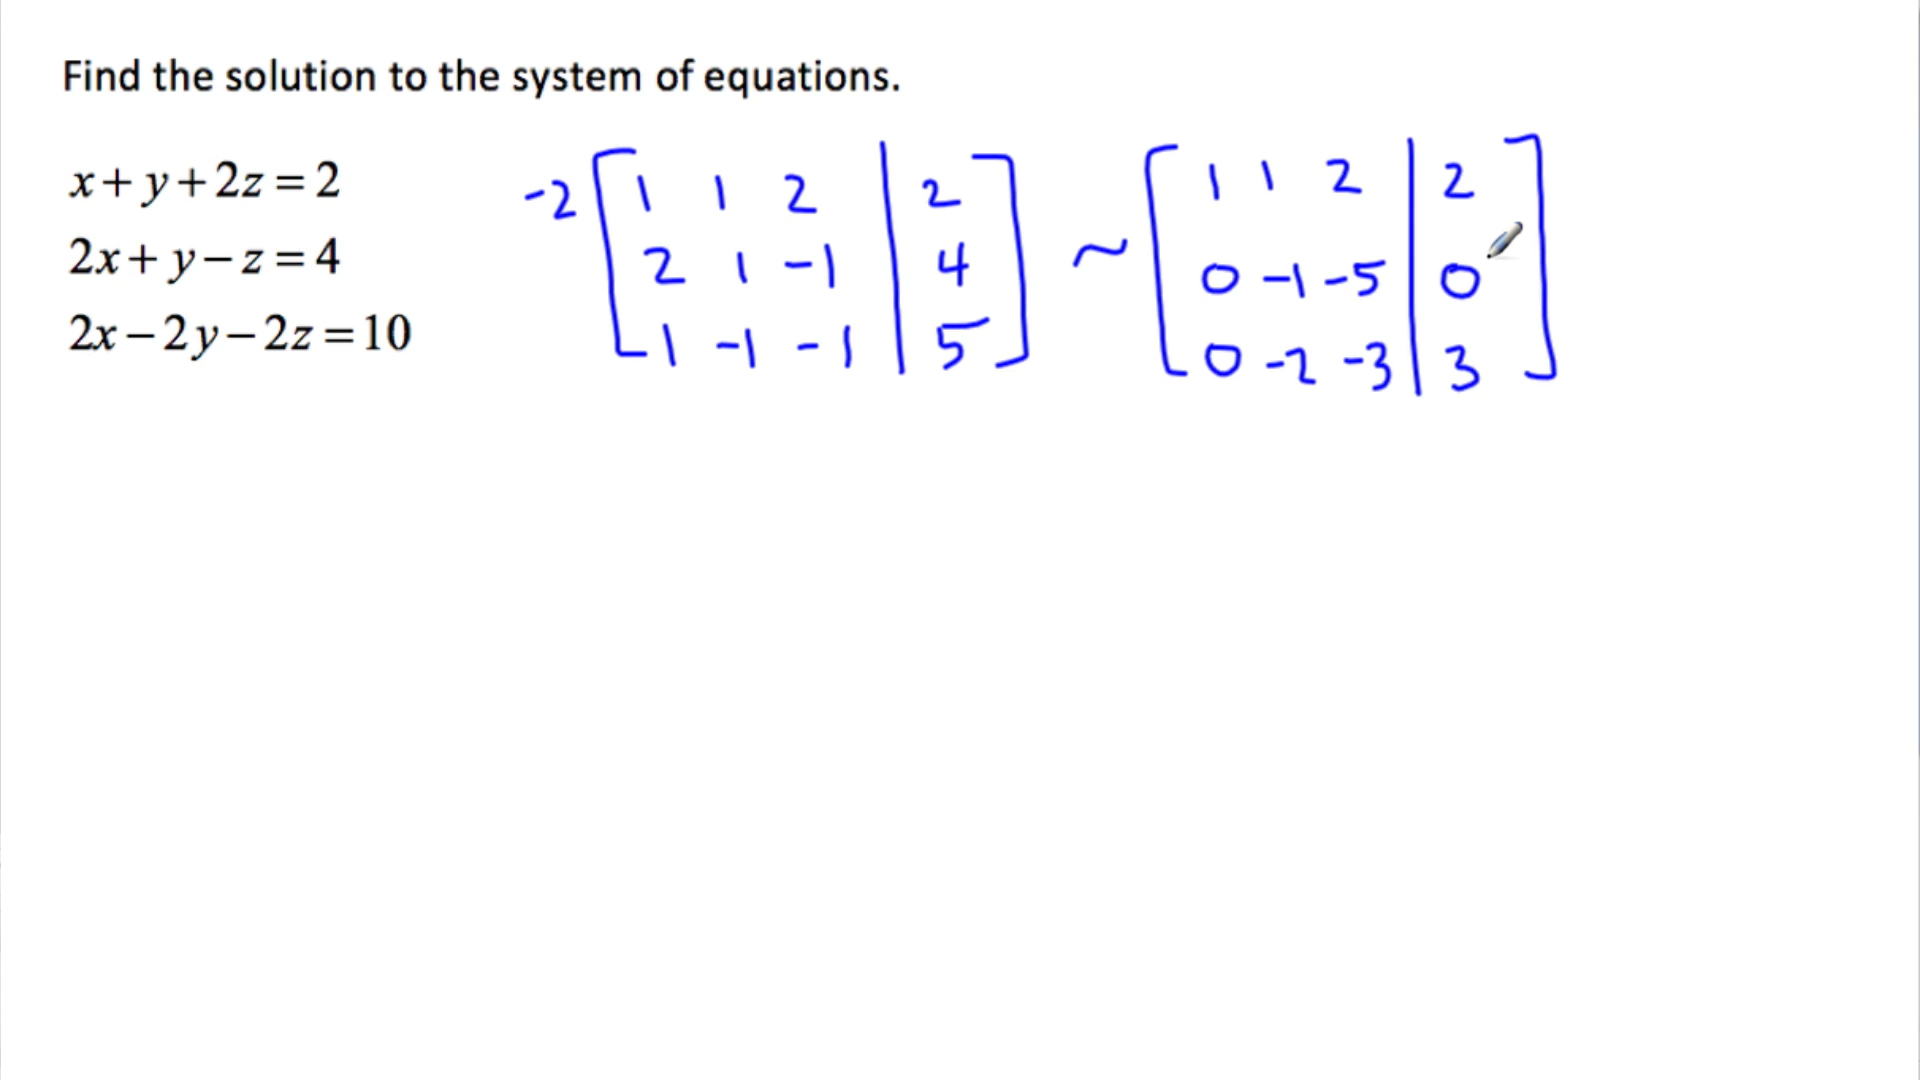 Find the solution to the system of equations.
x+y+2z=2
2x+y−z=4
2x−2y−2z=10
-2 [ 1 1 2 | 2 ] ~ [ 1 1 2 | 2 ]
2 1 -1 | 4   0 -1 -5 | 0
1 -1 -1 | 5   0 -2 -3 | 3